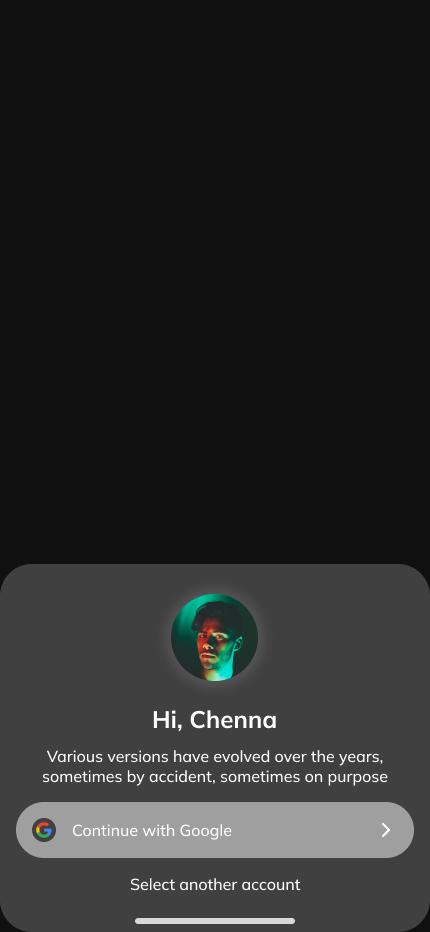 Hi, Chenna
Various versions have evolved over the years,
sometimes by accident, sometimes on purpose
Continue with Google
Select another account